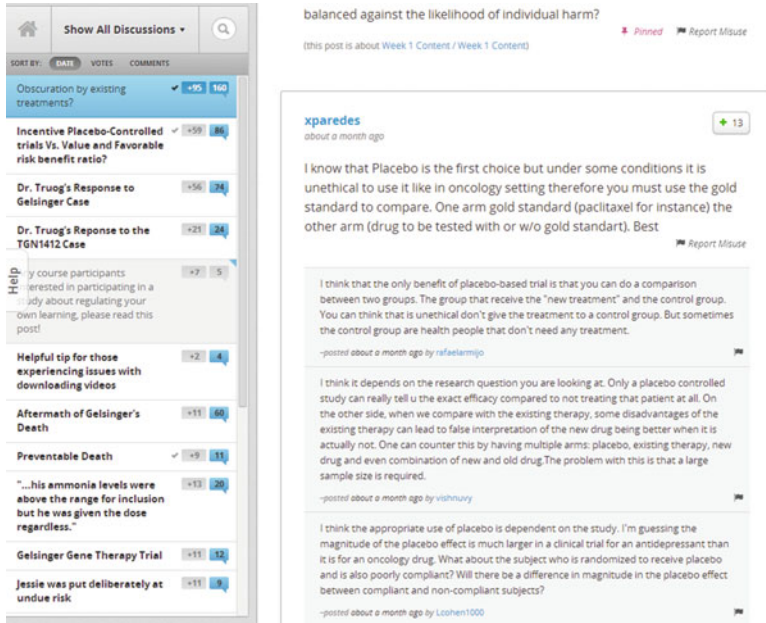 Show All Discussions
SORT BY: DATE VOTES COMMENTS
Obscuration by existing
treatments?
+95 160
Incentive Placebo-Controlled
trials Vs. Value and Favorable
risk benefit ratio?
+59 86
Dr. Truog's Response to
Gelsinger Case
+56 74
Dr. Truog's Reponse to the
TGN1412 Case
+21 24
Help
course participants
interested in participating in a
study about regulating your
own learning, please read this
post!
+7 5
Helpful tip for those
experiencing issues with
downloading videos
+2 4
Aftermath of Gelsinger's
Death
+11 60
Preventable Death
+9 11
"...his ammonia levels were
above the range for inclusion
but he was given the dose
regardless."
+13 20
Gelsinger Gene Therapy Trial
+11 12
Jessie was put deliberately at
undue risk
+11 9
balanced against the likelihood of individual harm?
Pinned Report Misuse
(this post is about Week 1 Content / Week 1 Content)
xparedes
+ 13
about a month ago
I know that Placebo is the first choice but under some conditions it is
unethical to use it like in oncology setting therefore you must use the gold
standard to compare. One arm gold standard (paclitaxel for instance) the
other arm (drug to be tested with or w/o gold standart). Best
Report Misuse
I think that the only benefit of placebo-based trial is that you can do a comparison
between two groups. The group that receive the "new treatment" and the control group.
You can think that is unethical don't give the treatment to a control group. But sometimes
the control group are health people that don't need any treatment.
-posted about a month ago by rafaelarmijo
I think it depends on the research question you are looking at. Only a placebo controlled
study can really tell u the exact efficacy compared to not treating that patient at all. On
the other side, when we compare with the existing therapy, some disadvantages of the
existing therapy can lead to false interpretation of the new drug being better when it is
actually not. One can counter this by having multiple arms: placebo, existing therapy, new
drug and even combination of new and old drug.The problem with this is that a large
sample size is required.
-posted about a month ago by vishnuvy
I think the appropriate use of placebo is dependent on the study. I'm guessing the
magnitude of the placebo effect is much larger in a clinical trial for an antidepressant than
it is for an oncology drug. What about the subject who is randomized to receive placebo
and is also poorly compliant? Will there be a difference in magnitude in the placebo effect
between compliant and non-compliant subjects?
-posted about a month ago by Lcohen1000